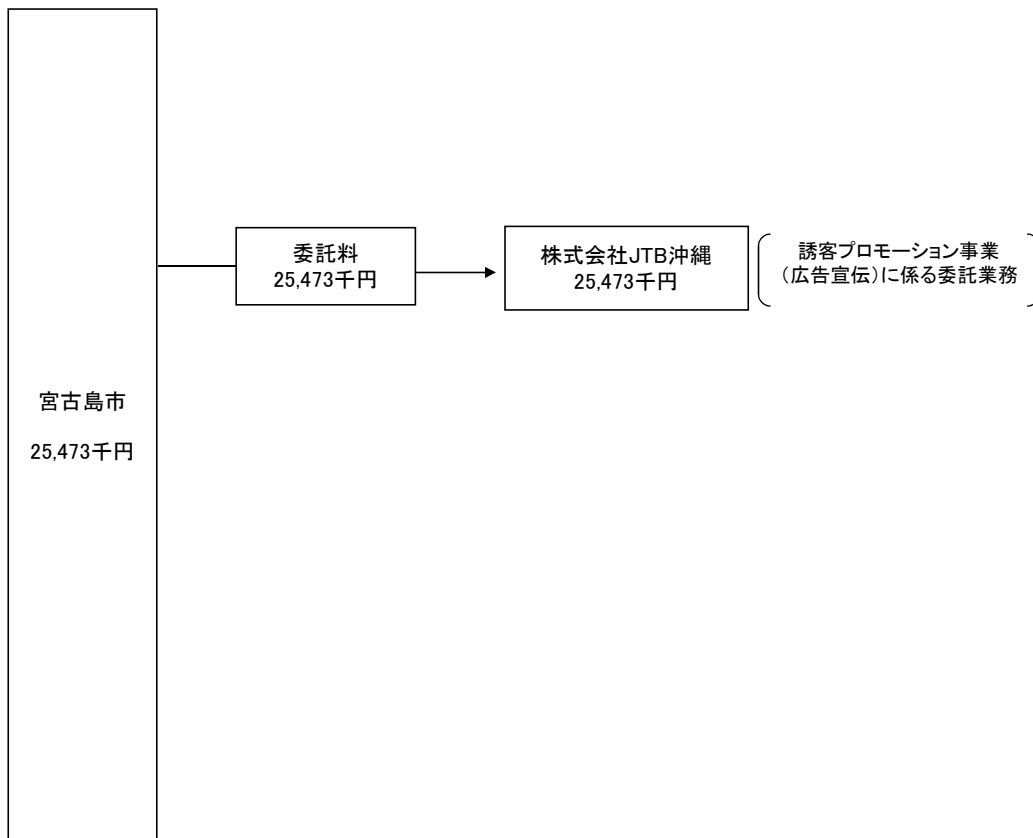 宮古島市
25,473千円
委託料
25,473千円
株式会社JTB沖縄
25,473千円
誘客プロモーション事業
（広告宣伝）に係る委託業務